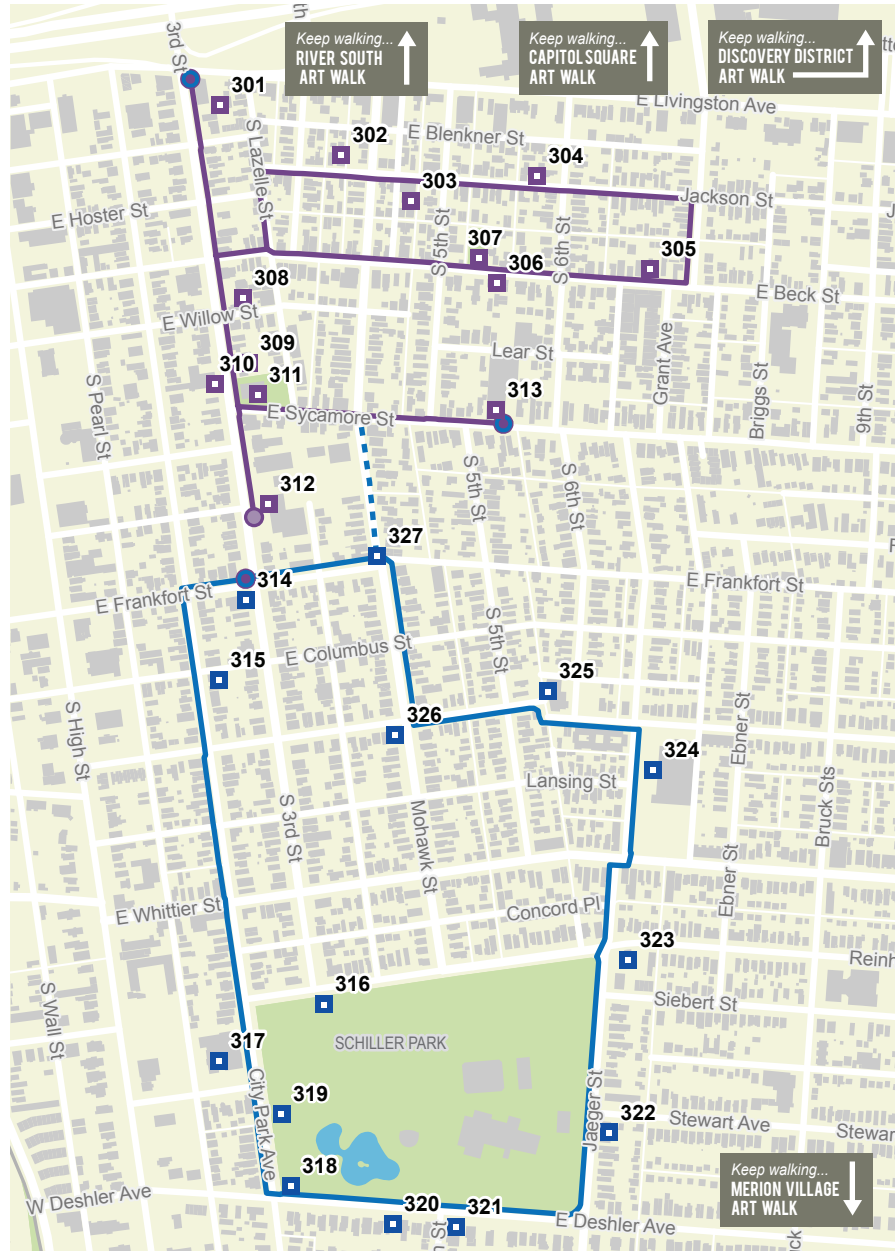 3rd St
th
Keep walking...
RIVER SOUTH
ART WALK
Keep walking...
CAPITOL SQUARE
ART WALK
Keep walking...
DISCOVERY DISTRICT
ART WALK
301
E Livingston Ave
S Lazelle St
302
E Blenkner St
304
303
Jackson St
E Hoster St
S 5th St
307
S 6th St
305
306
308
E Beck St
E Willow St
309
Lear St
310
311
Grant Ave
S Pearl St
Briggs St
9th St
313
E Sycamore St
S 5th St
S 6th St
312
327
314
E Frankfort St
E Frankfort St
E Columbus St
S 5th St
315
325
S High St
326
Ebner St
324
S 3rd St
Lansing St
Mohawk St
Bruck Sts
E Whittier St
Concord Pl
Ebner St
323
Reinh
S Wall St
316
Siebert St
317
SCHILLER PARK
City Park Ave
319
Jaeger St
322
Stewart Ave
Stewar
318
W Deshler Ave
320
321
E Deshler Ave
n St
Keep walking...
MERION VILLAGE
ART WALK
ck